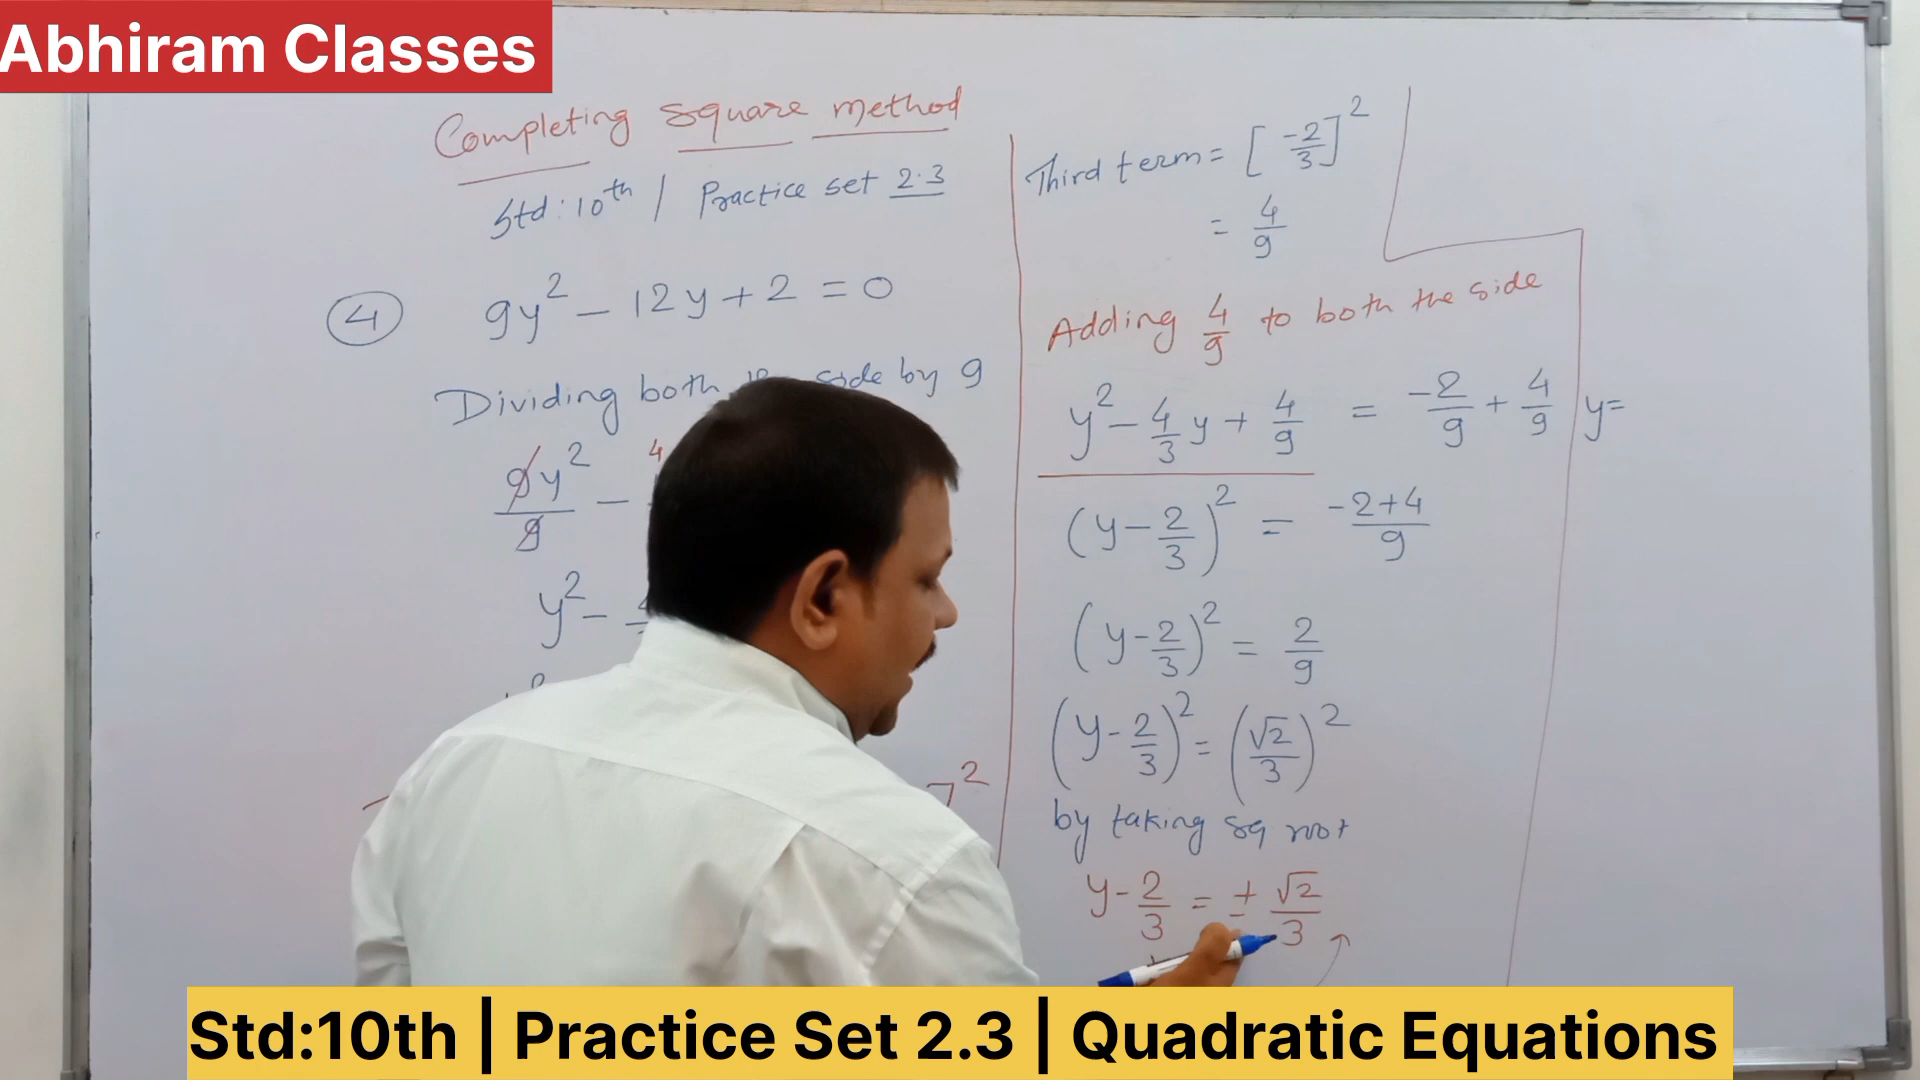 Abhiram Classes
Completing square method
Std: 10th / Practice set 2.3
④ 9y² - 12y + 2 = 0
Dividing both side by 9
9y²/9 - 4
y² -
2
Third term = [-2/3]²
= 4/9
Adding 4/9 to both the side
y² - 4/3 y + 4/9 = -2/9 + 4/9
(y - 2/3)² = -2+4/9
(y - 2/3)² = 2/9
(y - 2/3)² = (√2/3)²
by taking sq root
y - 2/3 = ± √2/3
y =
Std:10th | Practice Set 2.3 | Quadratic Equations